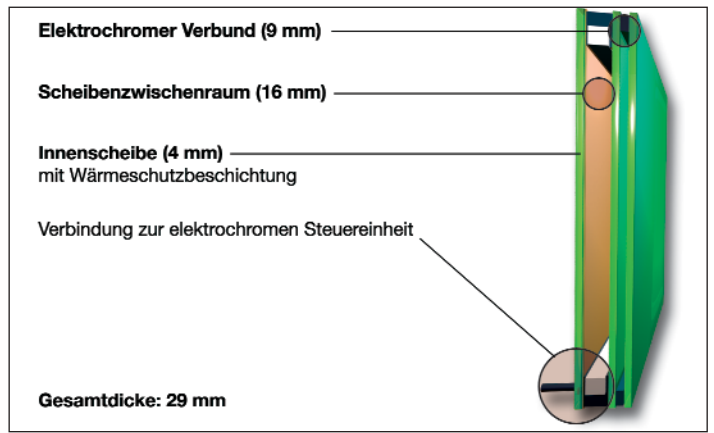 Elektrochromer Verbund (9 mm)
Scheibenzwischenraum (16 mm)
Innenscheibe (4 mm)
mit Wärmeschutzbeschichtung
Verbindung zur elektrochromen Steuereinheit
Gesamtdicke: 29 mm